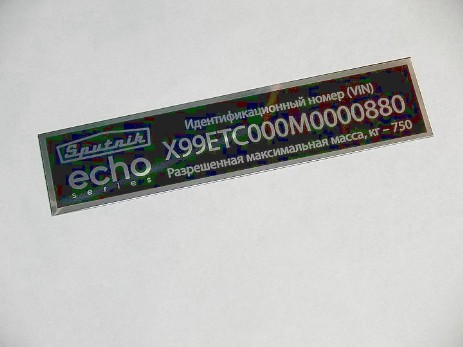 Sputnik
echo
series
Идентификационный номер (VIN)
X99ETC000M0000880
Разрешенная максимальная масса, кг – 750